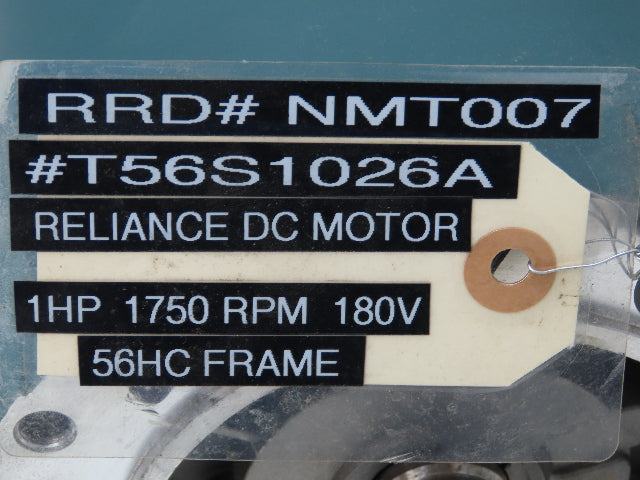 RRD# NMT007
#T56S1026A
RELIANCE DC MOTOR
1HP 1750 RPM 180V
56HC FRAME